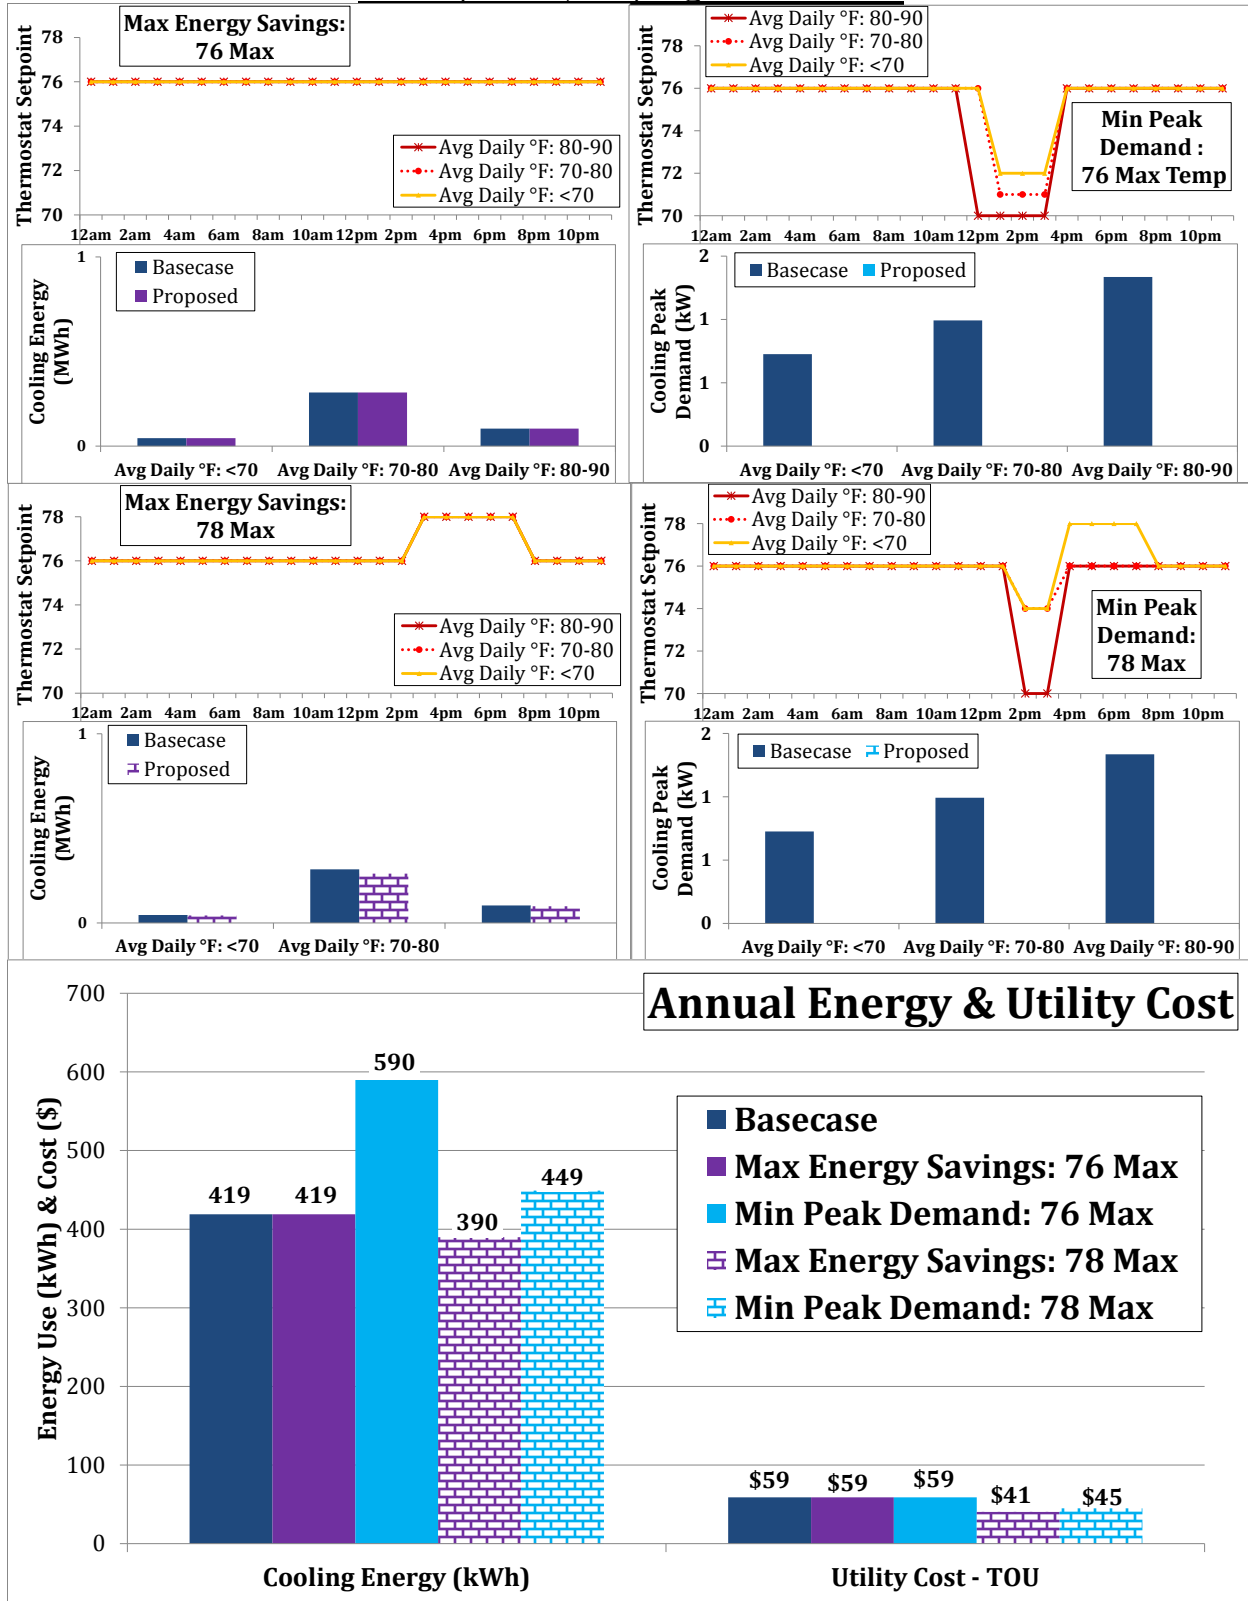 Max Energy Savings:
76 Max
Thermostat Setpoint
78
76
74
72
70
Avg Daily °F: 80-90
Avg Daily °F: 70-80
Avg Daily °F: <70
12am 2am 4am 6am 8am 10am 12pm 2pm 4pm 6pm 8pm 10pm
Avg Daily °F: 80-90
Avg Daily °F: 70-80
Avg Daily °F: <70
Thermostat Setpoint
78
76
74
72
70
Min Peak
Demand :
76 Max Temp
12am 2am 4am 6am 8am 10am 12pm 2pm 4pm 6pm 8pm 10pm
Cooling Energy
(MWh)
1
0
Basecase
Proposed
Avg Daily °F: <70 Avg Daily °F: 70-80 Avg Daily °F: 80-90
Cooling Peak
Demand (kW)
2
1
1
0
Basecase Proposed
Avg Daily °F: <70 Avg Daily °F: 70-80 Avg Daily °F: 80-90
Max Energy Savings:
78 Max
Thermostat Setpoint
78
76
74
72
70
Avg Daily °F: 80-90
Avg Daily °F: 70-80
Avg Daily °F: <70
12am 2am 4am 6am 8am 10am 12pm 2pm 4pm 6pm 8pm 10pm
Avg Daily °F: 80-90
Avg Daily °F: 70-80
Avg Daily °F: <70
Thermostat Setpoint
78
76
74
72
70
Min Peak
Demand:
78 Max
12am 2am 4am 6am 8am 10am 12pm 2pm 4pm 6pm 8pm 10pm
Cooling Energy
(MWh)
1
0
Basecase
Proposed
Avg Daily °F: <70 Avg Daily °F: 70-80
Cooling Peak
Demand (kW)
2
1
1
0
Basecase Proposed
Avg Daily °F: <70 Avg Daily °F: 70-80 Avg Daily °F: 80-90
Annual Energy & Utility Cost
Energy Use (kWh) & Cost ($)
700
600
500
400
300
200
100
0
419
419
590
390
449
$59
$59
$59
$41
$45
Basecase
Max Energy Savings: 76 Max
Min Peak Demand: 76 Max
Max Energy Savings: 78 Max
Min Peak Demand: 78 Max
Cooling Energy (kWh)
Utility Cost - TOU